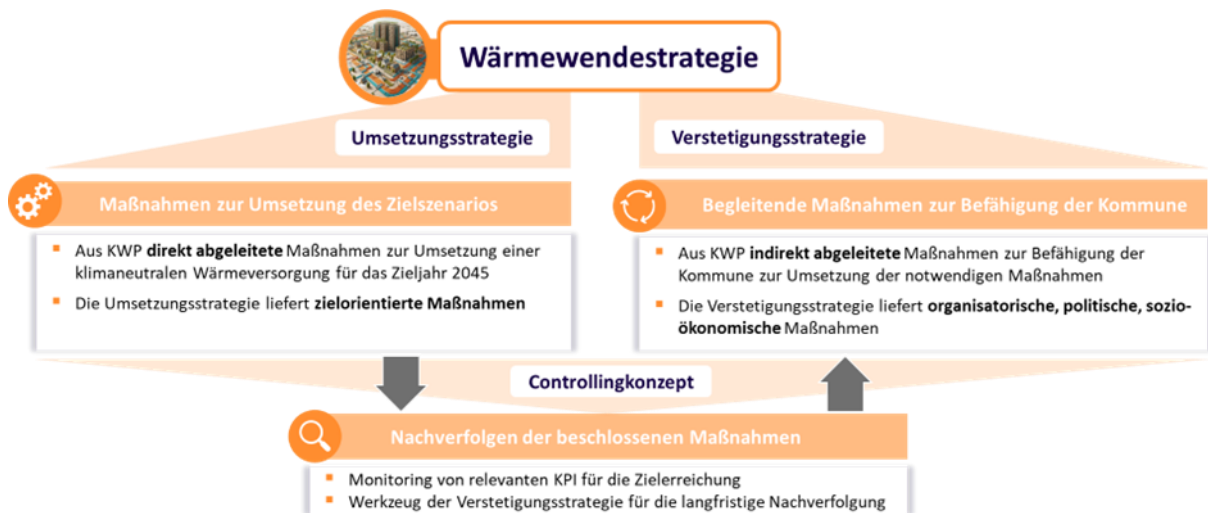 Wärmewendestrategie
Umsetzungsstrategie
Verstetigungsstrategie
Maßnahmen zur Umsetzung des Zielszenarios
Aus KWP direkt abgeleitete Maßnahmen zur Umsetzung einer
klimaneutralen Wärmeversorgung für das Zieljahr 2045
Die Umsetzungsstrategie liefert zielorientierte Maßnahmen
Begleitende Maßnahmen zur Befähigung der Kommune
Aus KWP indirekt abgeleitete Maßnahmen zur Befähigung der
Kommune zur Umsetzung der notwendigen Maßnahmen
Die Verstetigungsstrategie liefert organisatorische, politische, sozio-
ökonomische Maßnahmen
Controllingkonzept
Nachverfolgen der beschlossenen Maßnahmen
Monitoring von relevanten KPI für die Zielerreichung
Werkzeug der Verstetigungsstrategie für die langfristige Nachverfolgung